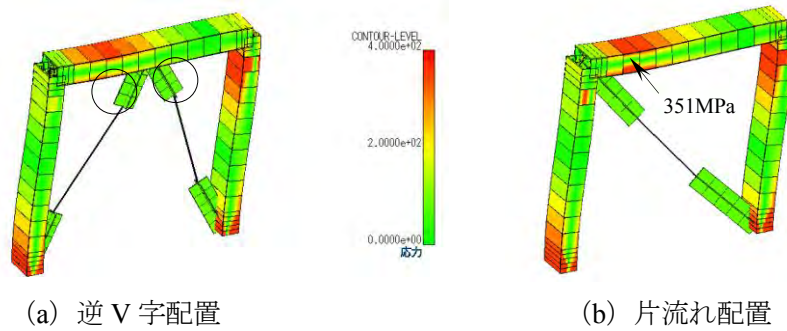 CONTOUR-LEVEL
4.0000e+02
2.0000e+02
0.0000e+00
応力
351MPa
(a) 逆 V 字配置
(b) 片流れ配置